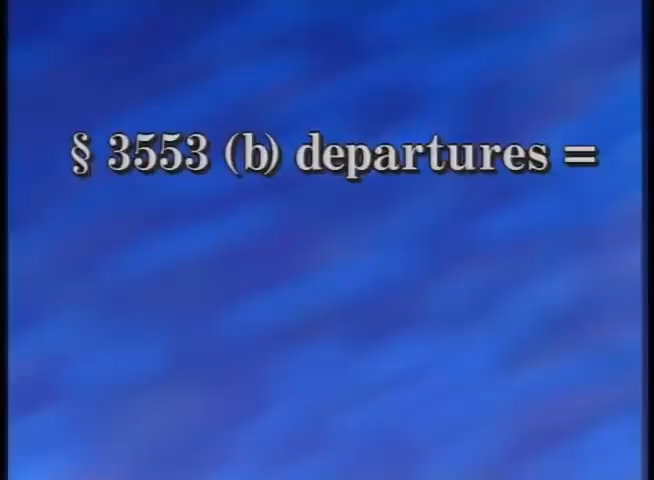 § 3553 (b) departures =